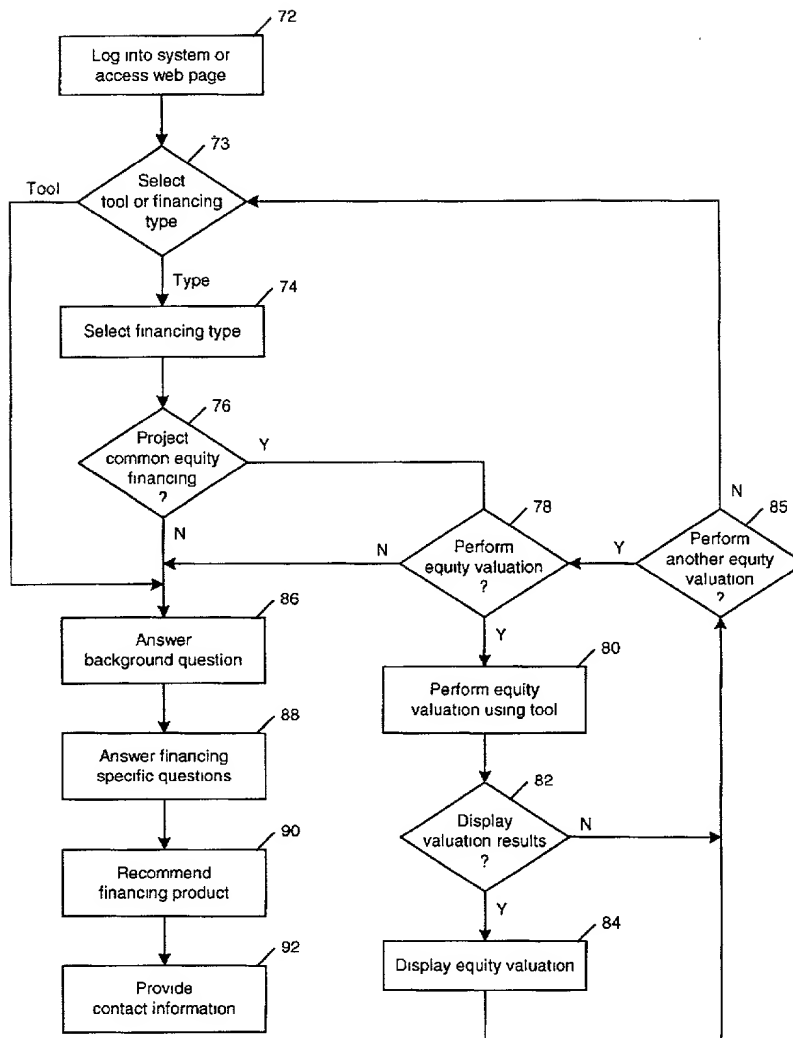 72
Log into system or
access web page
73
Tool
Select
tool or financing
type
Type
74
Select financing type
76
Project
common equity
financing
?
Y
N
78
Perform
equity valuation
?
N
Y
Y
85
Perform
another equity
valuation
?
N
86
Answer
background question
80
Perform equity
valuation using tool
88
Answer financing
specific questions
82
Display
valuation results
?
N
Y
90
Recommend
financing product
84
Display equity valuation
92
Provide
contact information